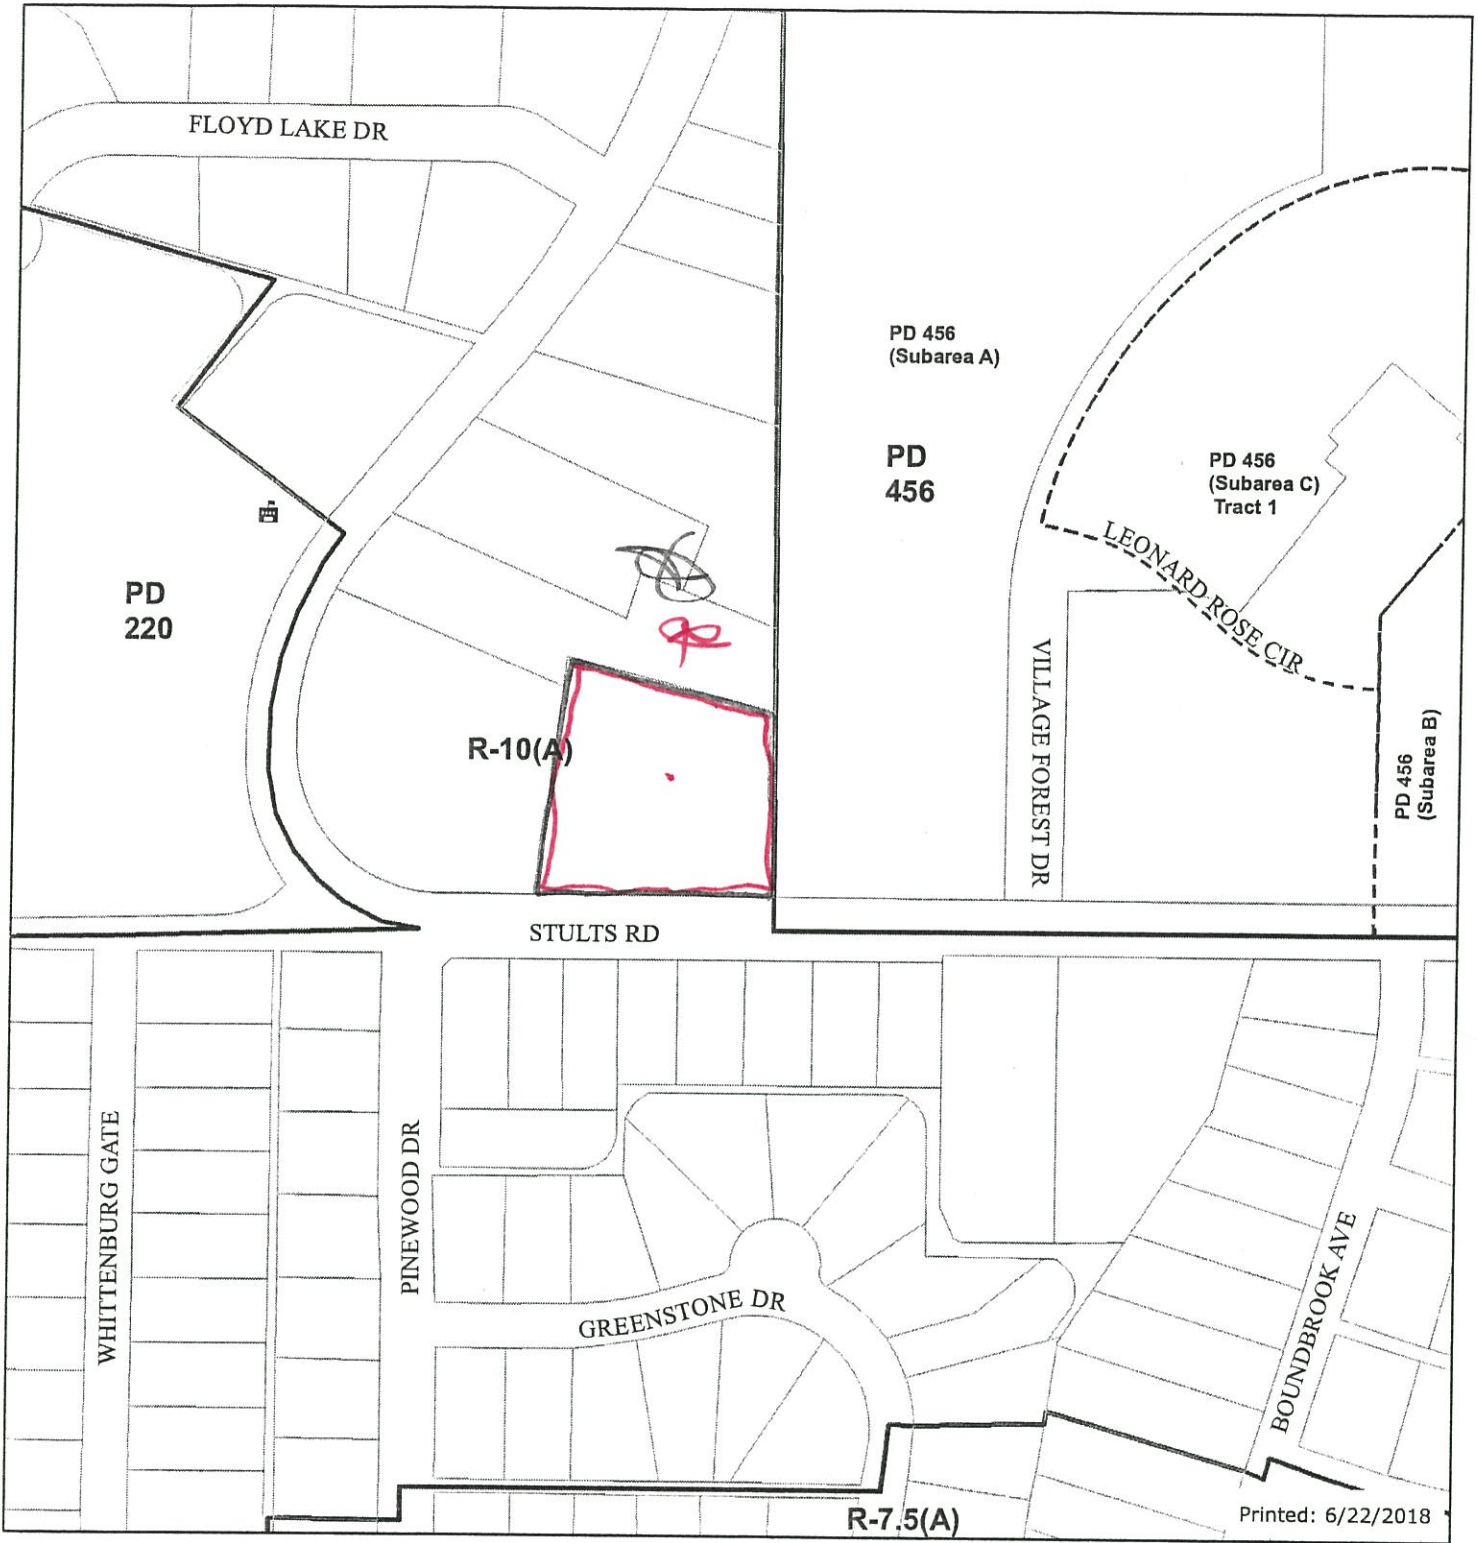 FLOYD LAKE DR
PD 456
(Subarea A)
PD
456
PD 456
(Subarea C)
Tract 1
LEONARD ROSE CIR
PD
220
VILLAGE FOREST DR
R-10(A)
PD 456
(Subarea B)
STULTS RD
WHITTENBURG GATE
PINEWOOD DR
GREENSTONE DR
BOUNDBROOK AVE
R-7.5(A)
Printed: 6/22/2018